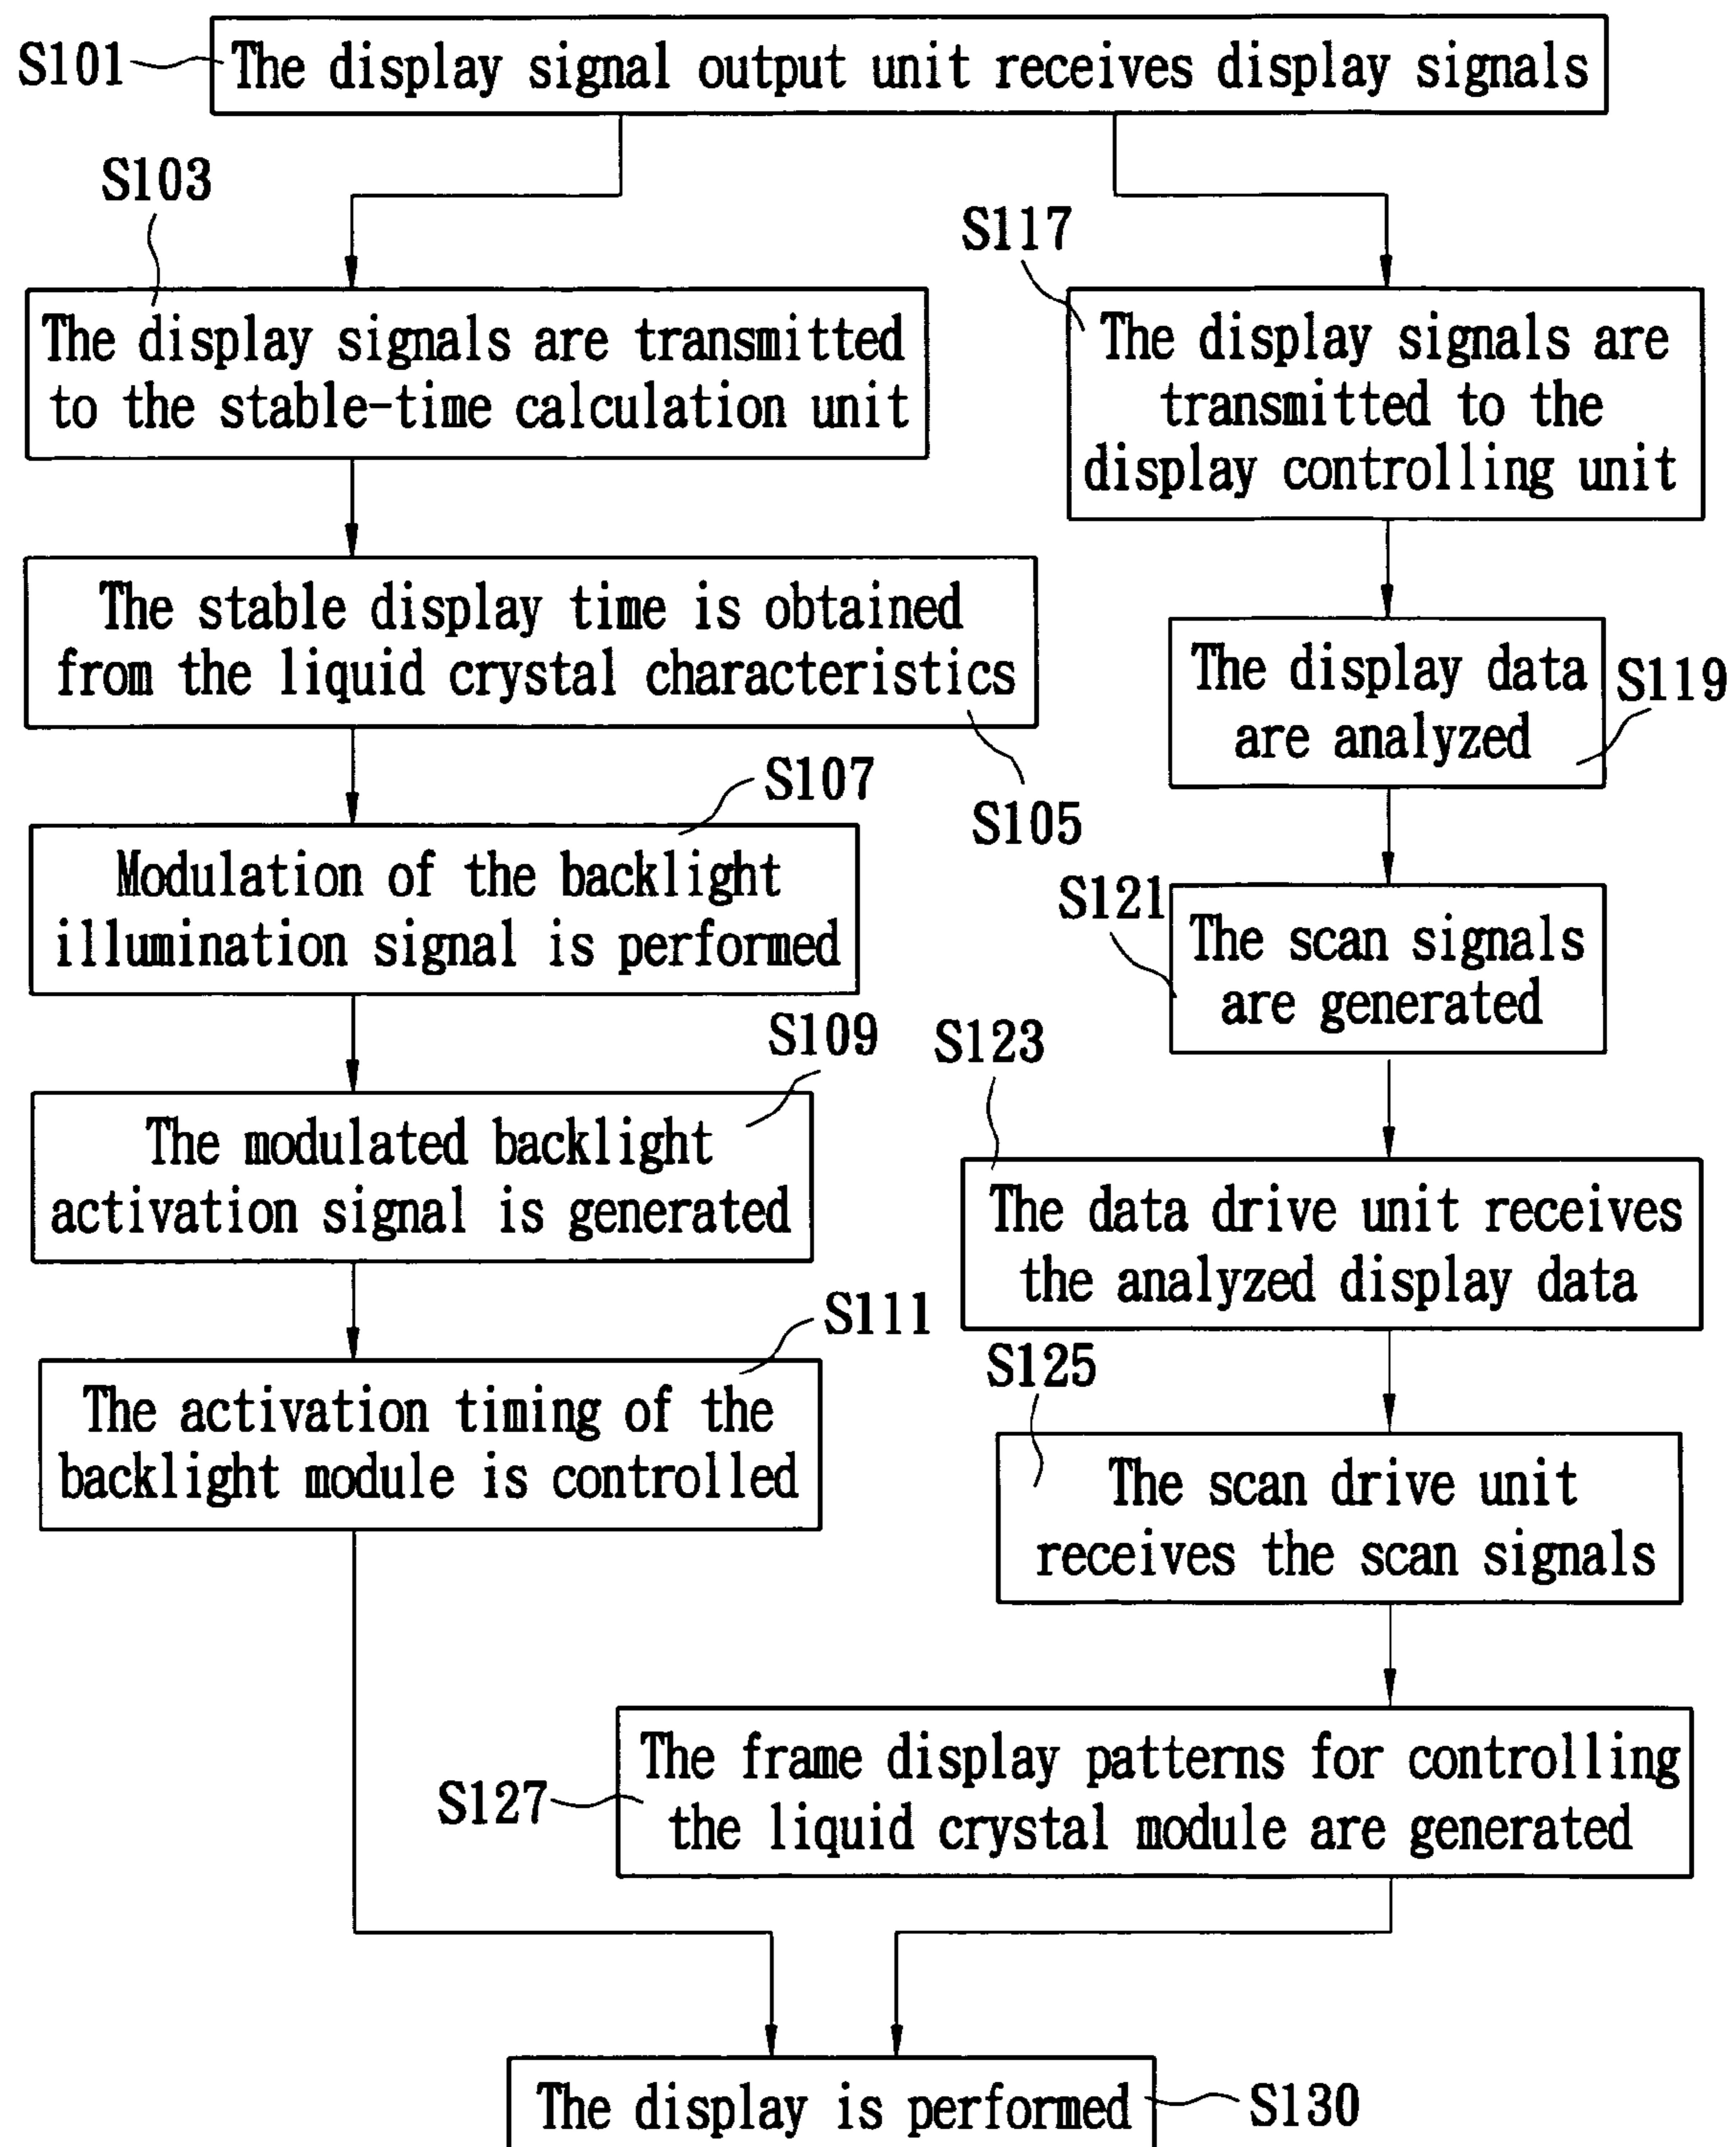 S101
The display signal output unit receives display signals
S103
The display signals are transmitted
to the stable-time calculation unit
The stable display time is obtained
from the liquid crystal characteristics
S105
S107
Modulation of the backlight
illumination signal is performed
S109
The modulated backlight
activation signal is generated
S111
The activation timing of the
backlight module is controlled
S117
The display signals are
transmitted to the
display controlling unit
The display data
are analyzed
S119
S121
The scan signals
are generated
S123
The data drive unit receives
the analyzed display data
S125
The scan drive unit
receives the scan signals
S127
The frame display patterns for controlling
the liquid crystal module are generated
The display is performed
S130